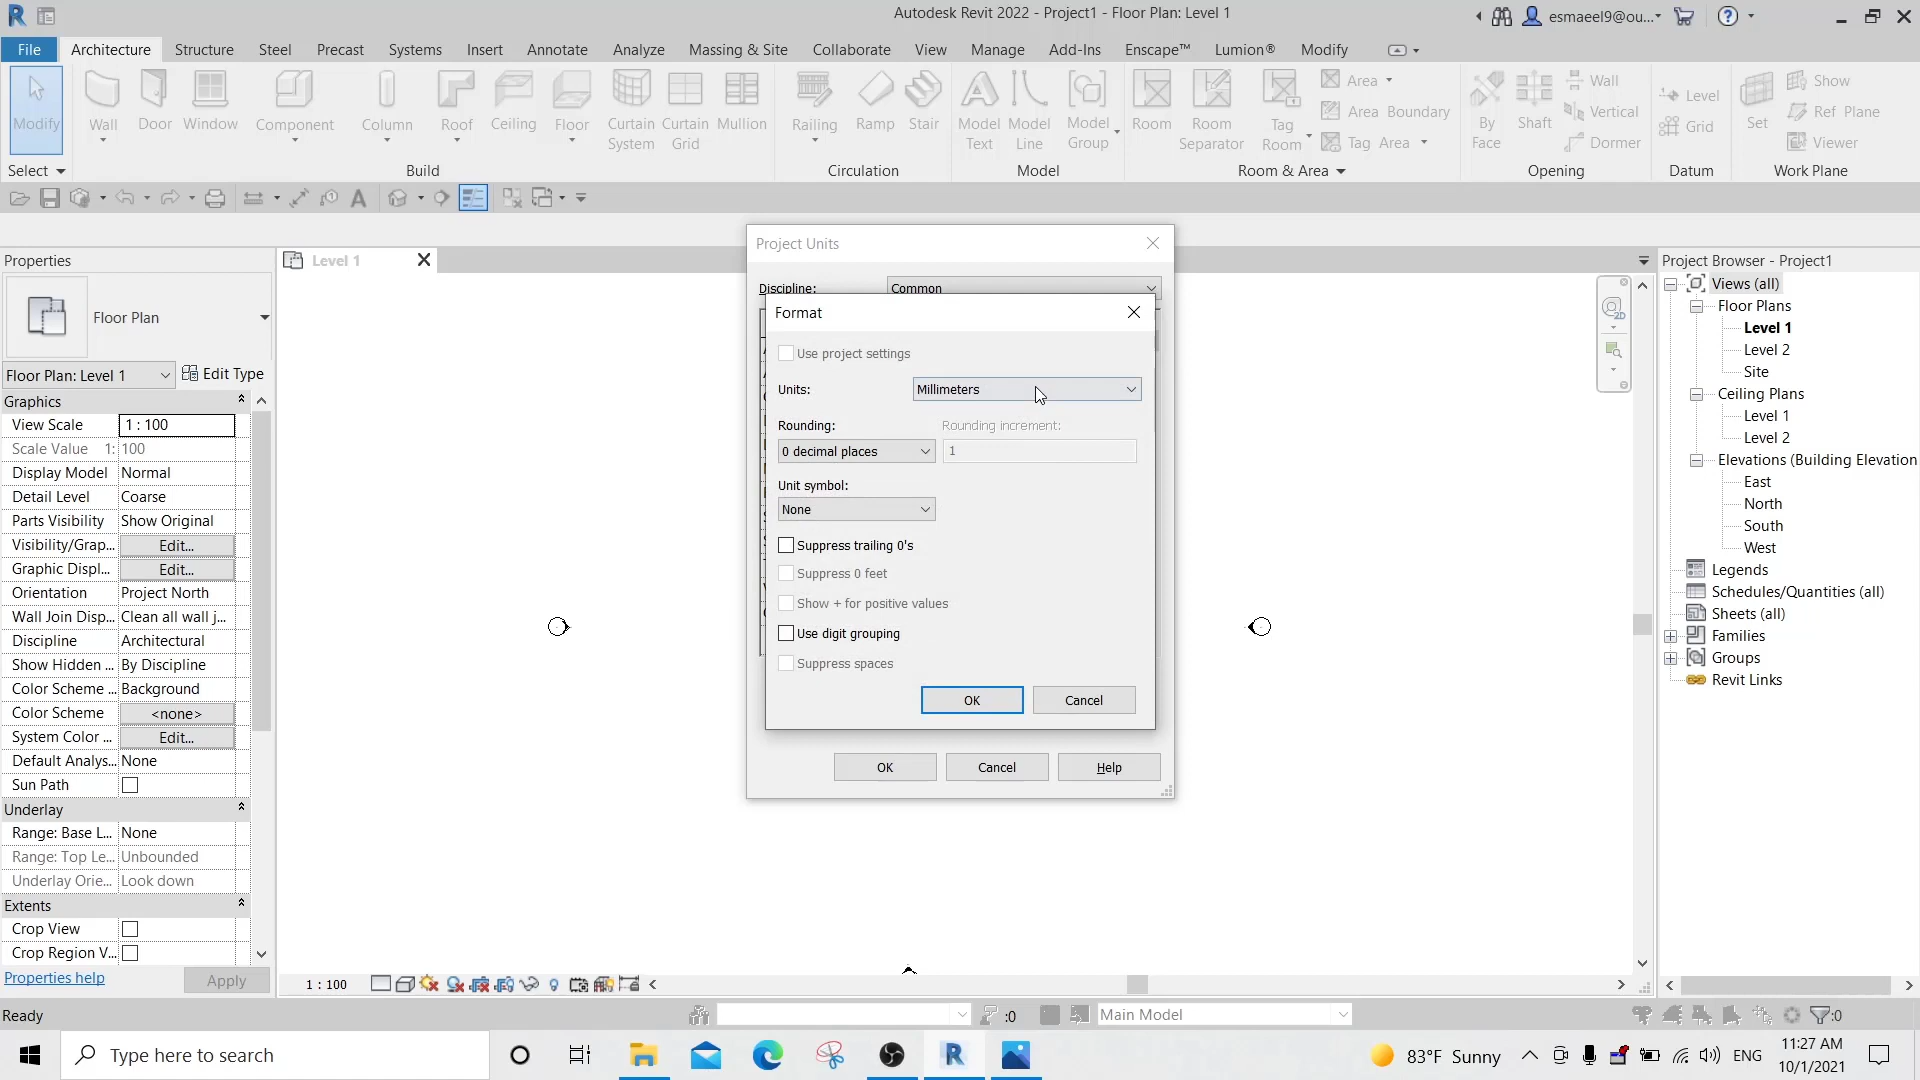 Autodesk Revit 2022 - Project1 - Floor Plan: Level 1
esmaeel9@ou...
File Architecture Structure Steel Precast Systems Insert Annotate Analyze Massing & Site Collaborate View Manage Add-Ins Enscape™ Lumion® Modify
Modify Wall Door Window Component Column Roof Ceiling Floor Curtain System Curtain Grid Mullion Railing Ramp Stair Model Text Model Line Model Group Room Room Separator Tag Room Area Area Boundary Tag Area By Face Shaft Wall Vertical Dormer Level Grid Set Show Ref Plane Viewer
Select Build Circulation Model Room & Area Opening Datum Work Plane
Properties
Floor Plan
Floor Plan: Level 1 Edit Type
Graphics
View Scale 1 : 100
Scale Value 1: 100
Display Model Normal
Detail Level Coarse
Parts Visibility Show Original
Visibility/Grap... Edit...
Graphic Displ... Edit...
Orientation Project North
Wall Join Disp... Clean all wall j...
Discipline Architectural
Show Hidden ... By Discipline
Color Scheme ... Background
Color Scheme <none>
System Color ... Edit...
Default Analys... None
Sun Path
Underlay
Range: Base L... None
Range: Top Le... Unbounded
Underlay Orie... Look down
Extents
Crop View
Crop Region V...
Properties help Apply
Level 1
Project Units
Discipline: Common
Format
Use project settings
Units: Millimeters
Rounding: Rounding increment:
0 decimal places 1
Unit symbol:
None
Suppress trailing 0's
Suppress 0 feet
Show + for positive values
Use digit grouping
Suppress spaces
OK Cancel
OK Cancel Help
2D
Project Browser - Project1
Views (all)
Floor Plans
Level 1
Level 2
Site
Ceiling Plans
Level 1
Level 2
Elevations (Building Elevation
East
North
South
West
Legends
Schedules/Quantities (all)
Sheets (all)
Families
Groups
Revit Links
1 : 100
Ready :0 Main Model :0
Type here to search
83°F Sunny ENG
11:27 AM
10/1/2021